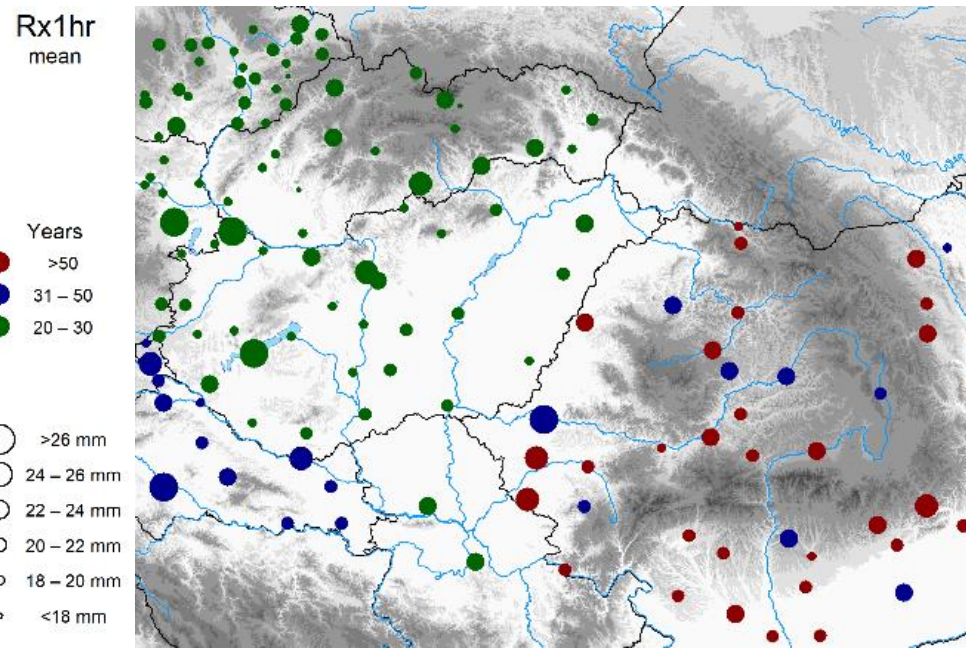 Rx1hr
mean
Years
>50
31 – 50
20 – 30
>26 mm
24 – 26 mm
22 – 24 mm
20 – 22 mm
18 – 20 mm
<18 mm